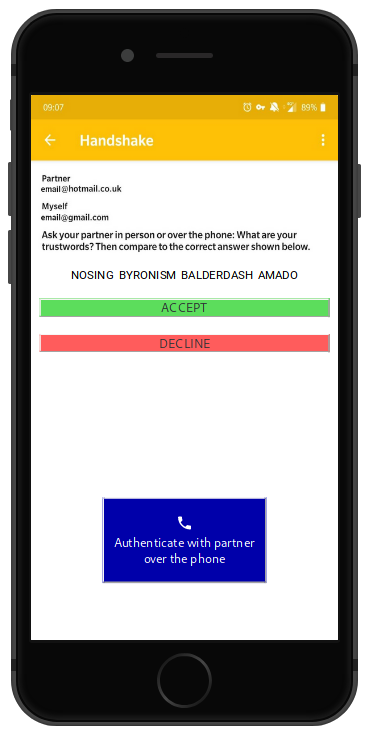 09:07 89%
Handshake
Partner
email@hotmail.co.uk
Myself
email@gmail.com
Ask your partner in person or over the phone: What are your
trustwords? Then compare to the correct answer shown below.
NOSING BYRONISM BALDERDASH AMADO
ACCEPT
DECLINE
Authenticate with partner
over the phone